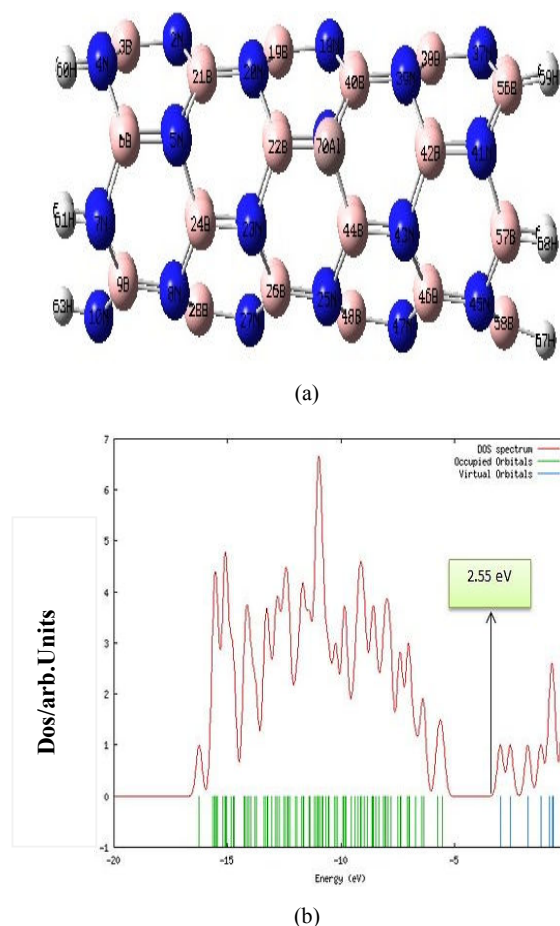 3B 2N 19B 18N 38B 37N
60H 4N 21B 20N 40B 39N 56B 59H
6B 5N 22B 70Al 42B 41N
61H 7N 24B 23N 44B 43N 57B 68H
63H 10N 9B 8N 28B 27N 26B 25N 48B 47N 46B 45N 58B 67H
(a)
7
DOS spectrum
Occupied Orbitals
Virtual Orbitals
6
5
2.55 eV
4
3
2
1
0
-1
Dos/arb.Units
-20 -15 -10 -5
Energy (eV)
(b)